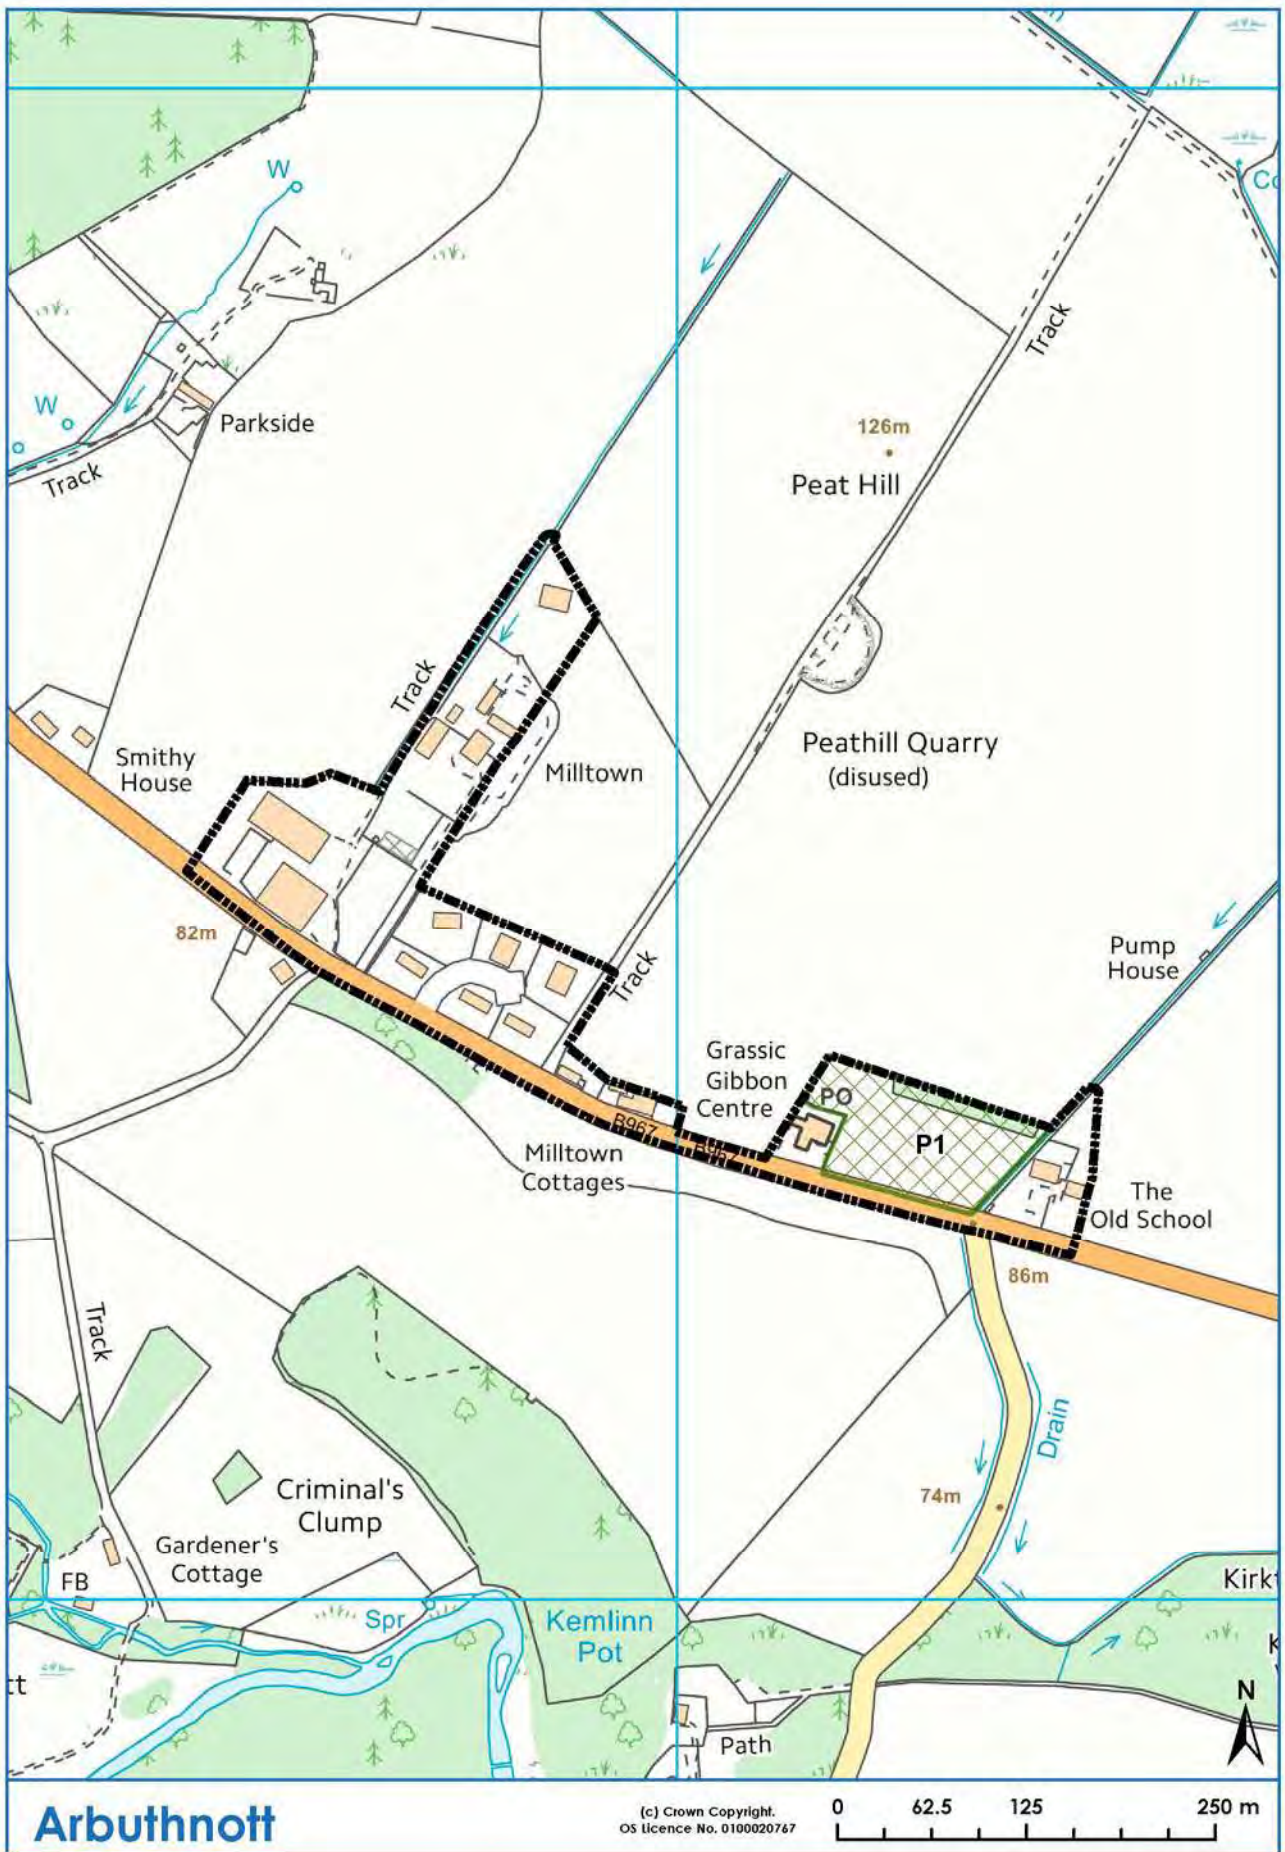 W
W
Parkside
Track
126m
Peat Hill
Track
Track
Smithy
House
Milltown
Peathill Quarry
(disused)
82m
Track
Pump
House
Grassic
Gibbon
Centre
PO
P1
B967
B967
Milltown
Cottages
The
Old School
86m
Track
Drain
74m
Criminal's
Clump
Gardener's
Cottage
FB
Spr
Kemlinn
Pot
Path
N
Arbuthnott
(c) Crown Copyright.
OS Licence No. 0100020767
0 62.5 125 250 m